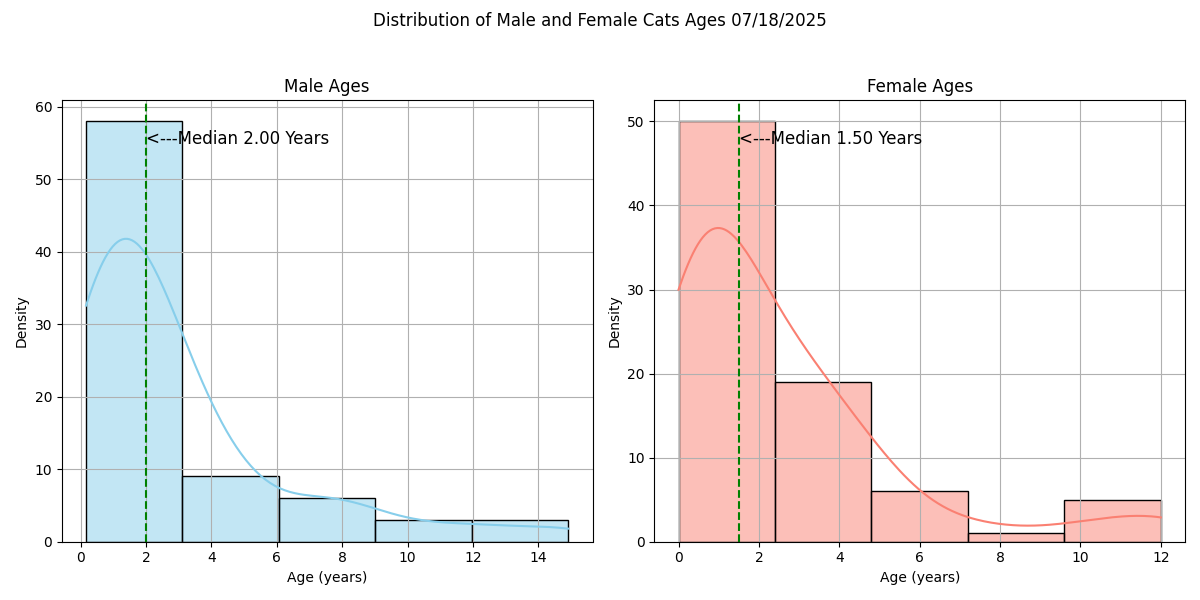 Distribution of Male and Female Cats Ages 07/18/2025
Male Ages
60
50
40
30
20
10
0
Density
<---Median 2.00 Years
0 2 4 6 8 10 12 14
Age (years)
Female Ages
50
40
30
20
10
0
Density
<---Median 1.50 Years
0 2 4 6 8 10 12
Age (years)